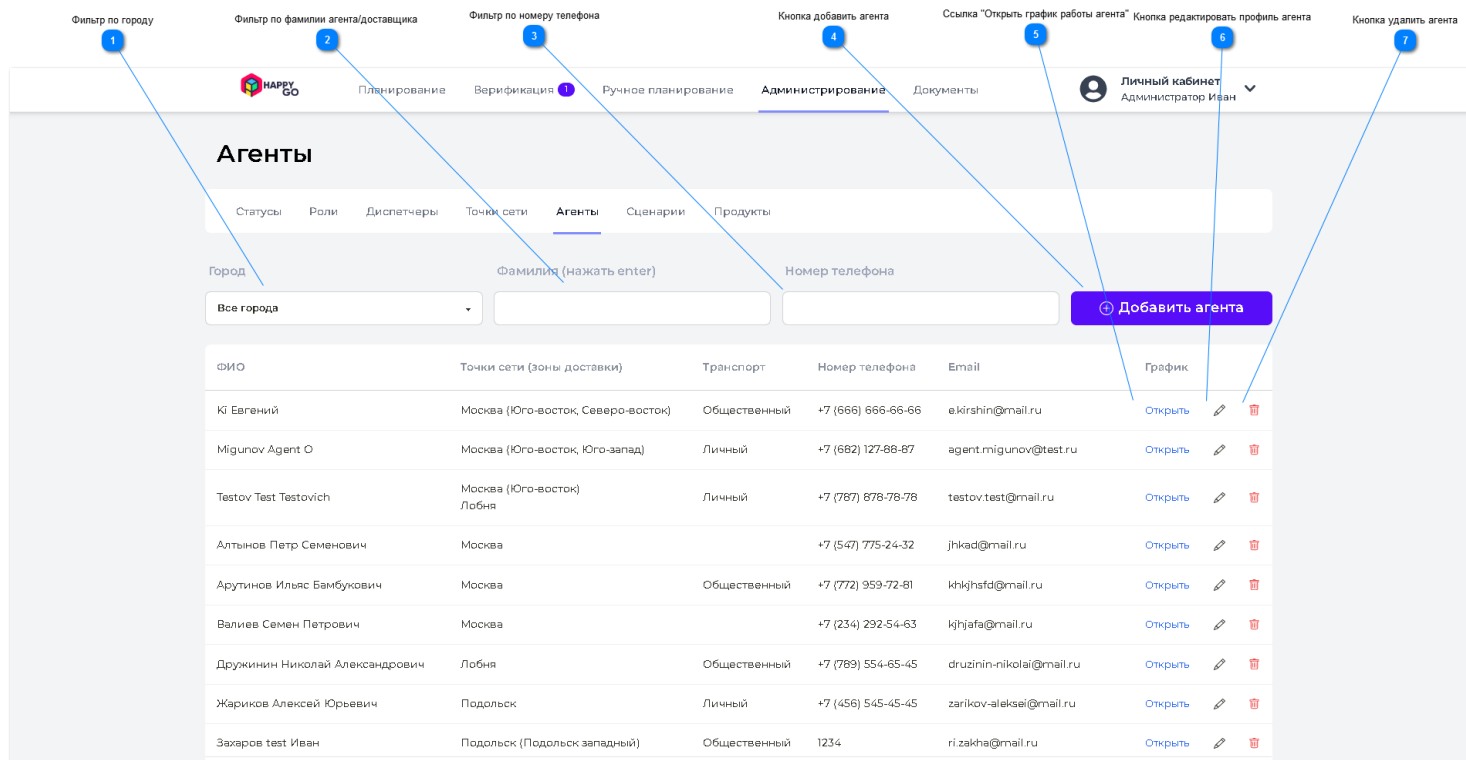 Фильтр по городу
Фильтр по фамилии агента/доставщика
Фильтр по номеру телефона
Кнопка добавить агента
Ссылка "Открыть график работы агента"
Кнопка редактировать профиль агента
Кнопка удалить агента
1
2
3
4
5
6
7
HAPPY GO
Планирование
Верификация 1
Ручное планирование
Администрирование
Документы
Личный кабинет
Администратор Иван
Агенты
Статусы Роли Диспетчеры Точки сети Агенты Сценарии Продукты
Город
Фамилия (нажать enter)
Номер телефона
Все города
Добавить агента
ФИО Точки сети (зоны доставки) Транспорт Номер телефона Email График
Ki Евгений Москва (Юго-восток, Северо-восток) Общественный +7 (666) 666-66-66 e.kirshin@mail.ru Открыть
Migunov Agent O Москва (Юго-восток, Юго-запад) Личный +7 (682) 127-88-87 agent.migunov@test.ru Открыть
Testov Test Testovich Москва (Юго-восток) Лобня Личный +7 (787) 878-78-78 testov.test@mail.ru Открыть
Алтынов Петр Семенович Москва +7 (547) 775-24-32 jhkad@mail.ru Открыть
Арутинов Ильяс Бамбукович Москва Общественный +7 (772) 959-72-81 khkjhsfd@mail.ru Открыть
Валиев Семен Петрович Москва +7 (234) 292-54-63 kjhjafa@mail.ru Открыть
Дружинин Николай Александрович Лобня Общественный +7 (789) 554-65-45 druzinin-nikolai@mail.ru Открыть
Жариков Алексей Юрьевич Подольск Личный +7 (456) 545-45-45 zarikov-aleksei@mail.ru Открыть
Захаров test Иван Подольск (Подольск западный) Общественный 1234 ri.zakha@mail.ru Открыть